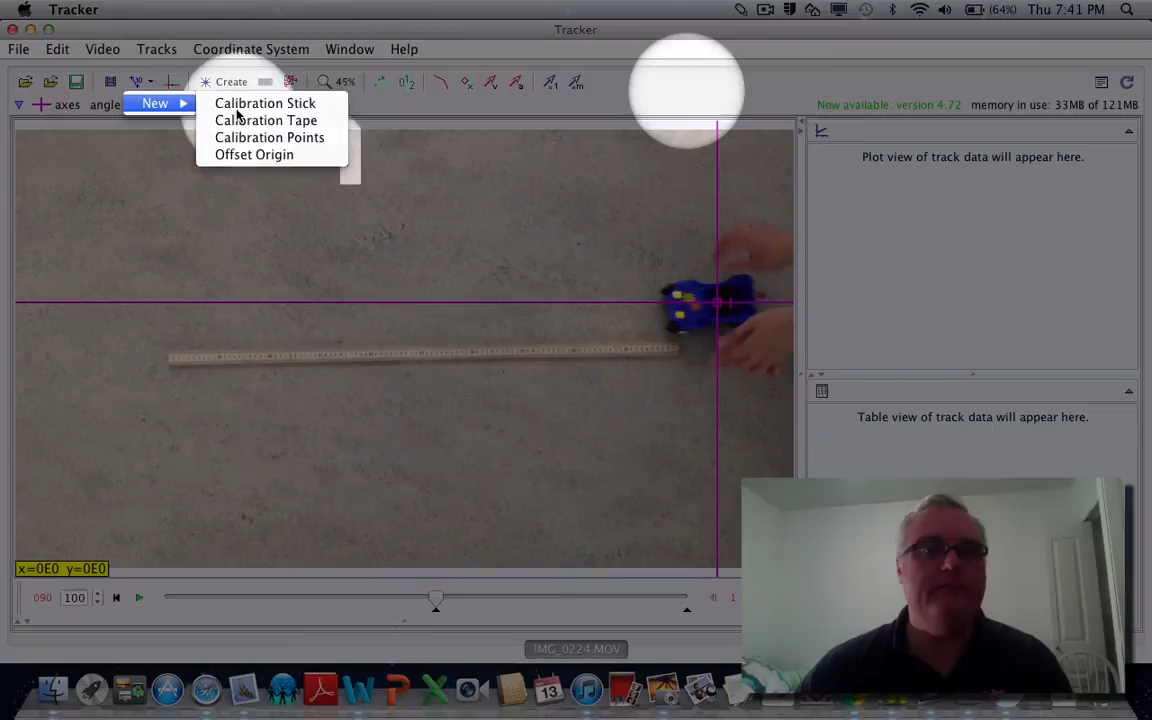 Tracker
(64%) Thu 7:41 PM
Tracker
File Edit Video Tracks Coordinate System Window Help
Create 45%
axes angle
Now available: version 4.72 memory in use: 33MB of 121MB
New
Calibration Stick
Calibration Tape
Calibration Points
Offset Origin
Plot view of track data will appear here.
Table view of track data will appear here.
x=0E0 y=0E0
090 100
1
IMG_0224.MOV
13